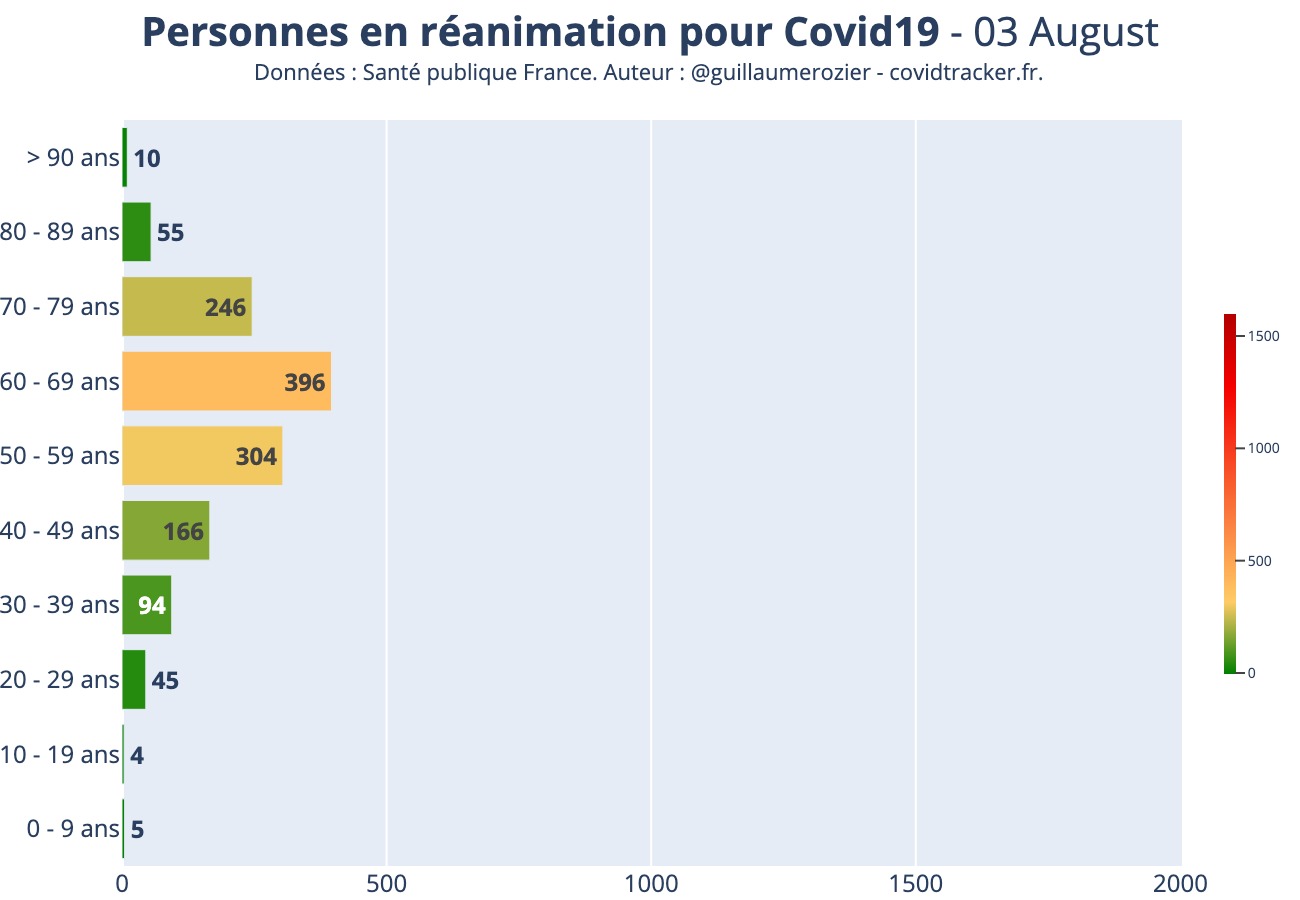 Personnes en réanimation pour Covid19 - 03 August
Données : Santé publique France. Auteur : @guillaumerozier - covidtracker.fr.
> 90 ans 10
80 - 89 ans 55
70 - 79 ans 246
60 - 69 ans 396
50 - 59 ans 304
40 - 49 ans 166
30 - 39 ans 94
20 - 29 ans 45
10 - 19 ans 4
0 - 9 ans 5
0 500 1000 1500 2000
1500
1000
500
0